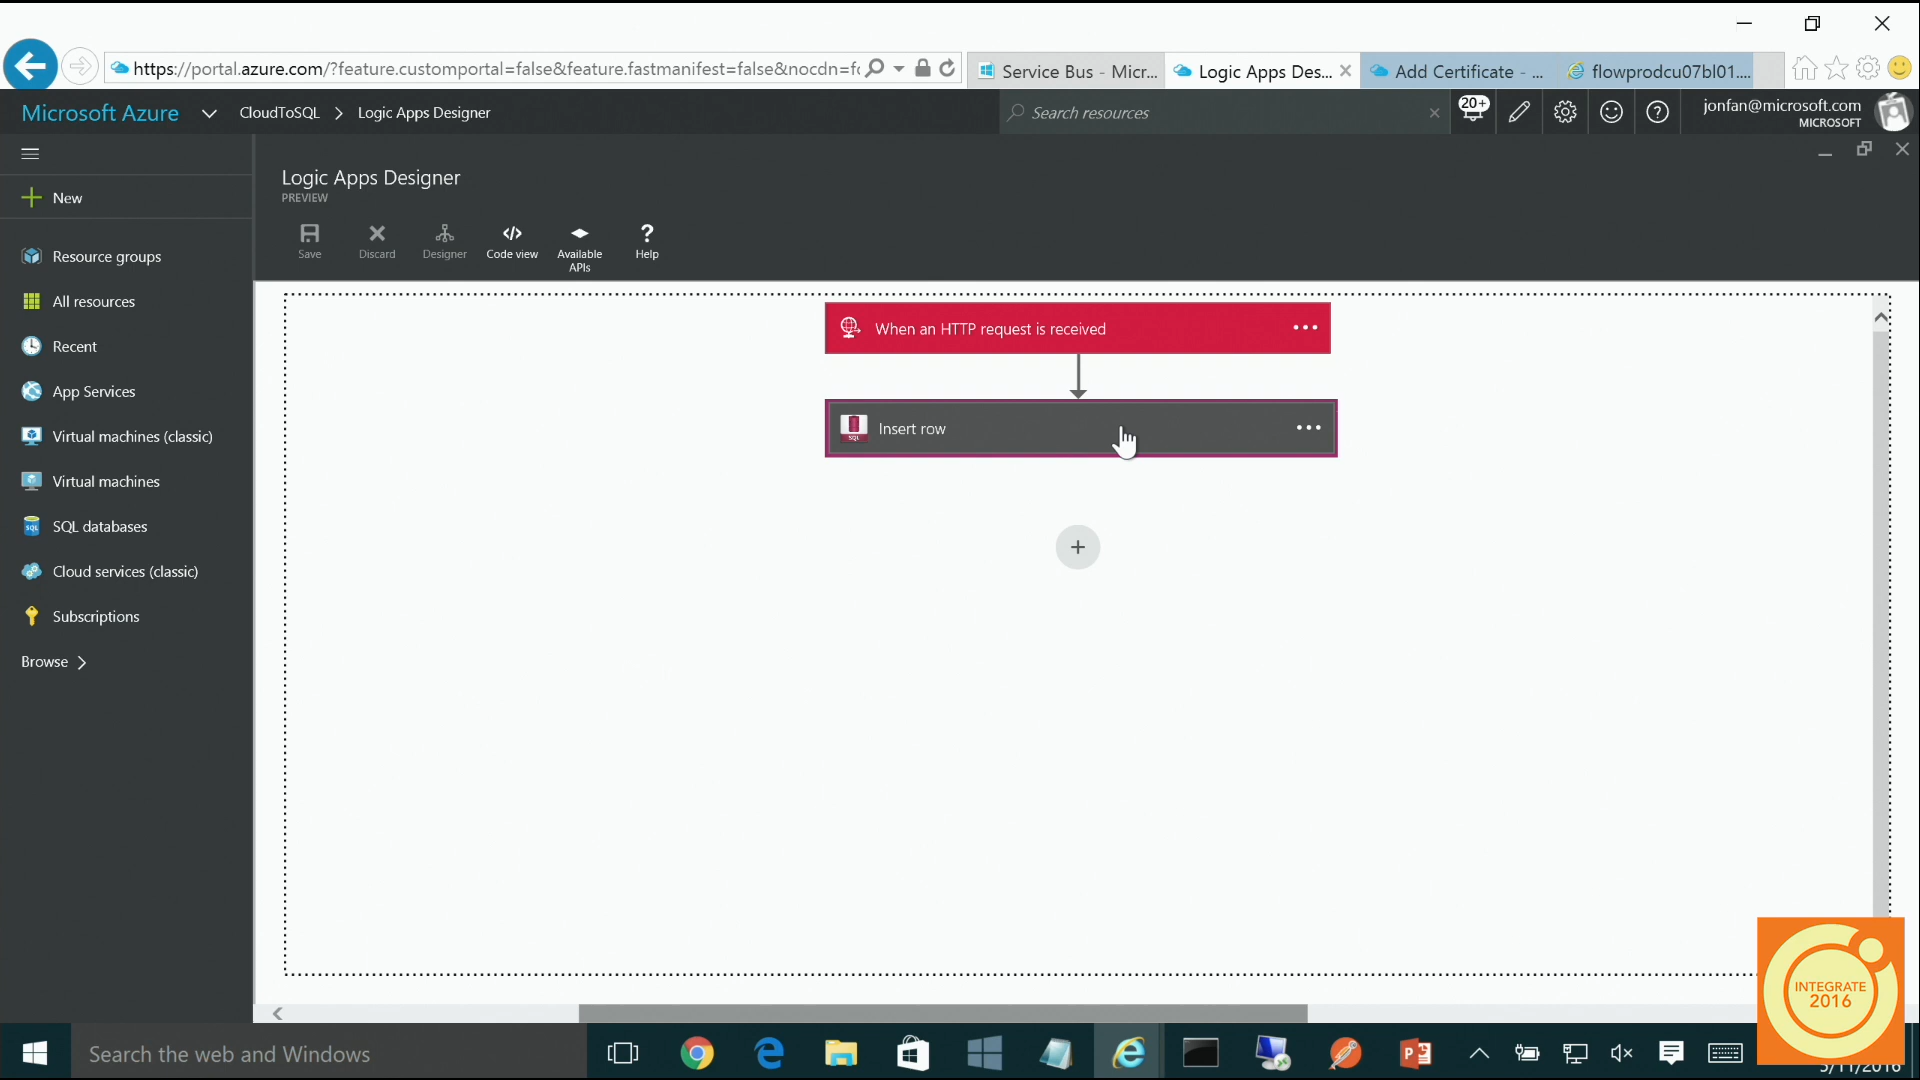 https://portal.azure.com/?feature.customportal=false&feature.fastmanifest=false&nocdn=f
Service Bus - Micr...
Logic Apps Des...
Add Certificate - ...
flowprodcu07bl01....
Microsoft Azure
CloudToSQL > Logic Apps Designer
Search resources
20+
jonfan@microsoft.com
MICROSOFT
New
Resource groups
All resources
Recent
App Services
Virtual machines (classic)
Virtual machines
SQL databases
Cloud services (classic)
Subscriptions
Browse >
Logic Apps Designer
PREVIEW
Save
Discard
Designer
Code view
Available
APIs
Help
When an HTTP request is received
SQL
Insert row
INTEGRATE
2016
Search the web and Windows
5/11/2016